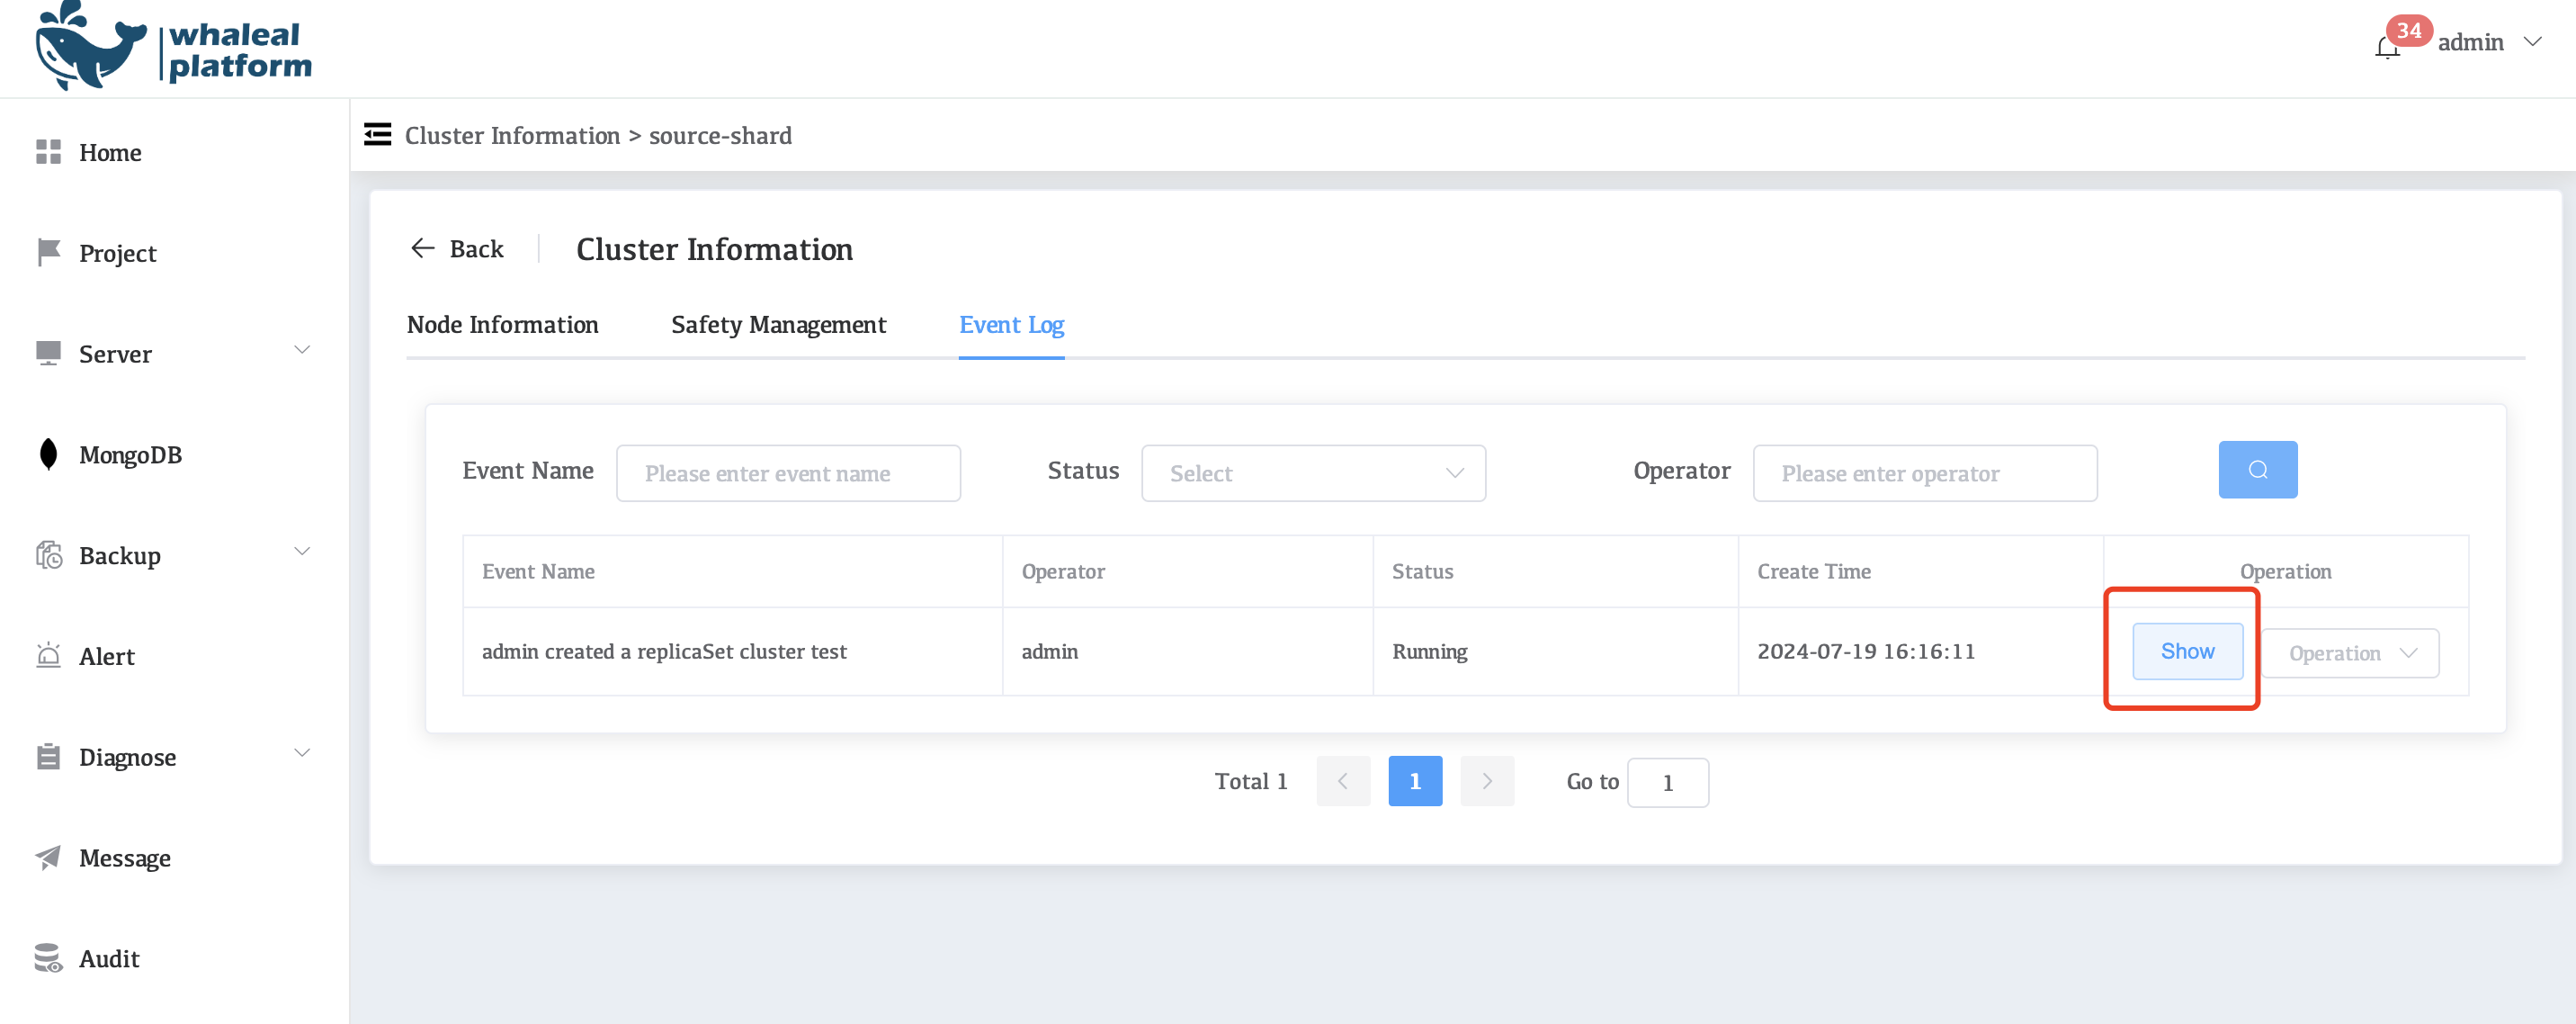 whaleal
platform
34
admin
Home
Project
Server
MongoDB
Backup
Alert
Diagnose
Message
Audit
Cluster Information > source-shard
Back
Cluster Information
Node Information Safety Management Event Log
Event Name Please enter event name Status Select Operator Please enter operator
Event Name Operator Status Create Time Operation
admin created a replicaSet cluster test admin Running 2024-07-19 16:16:11 Show Operation
Total 1 1 Go to 1